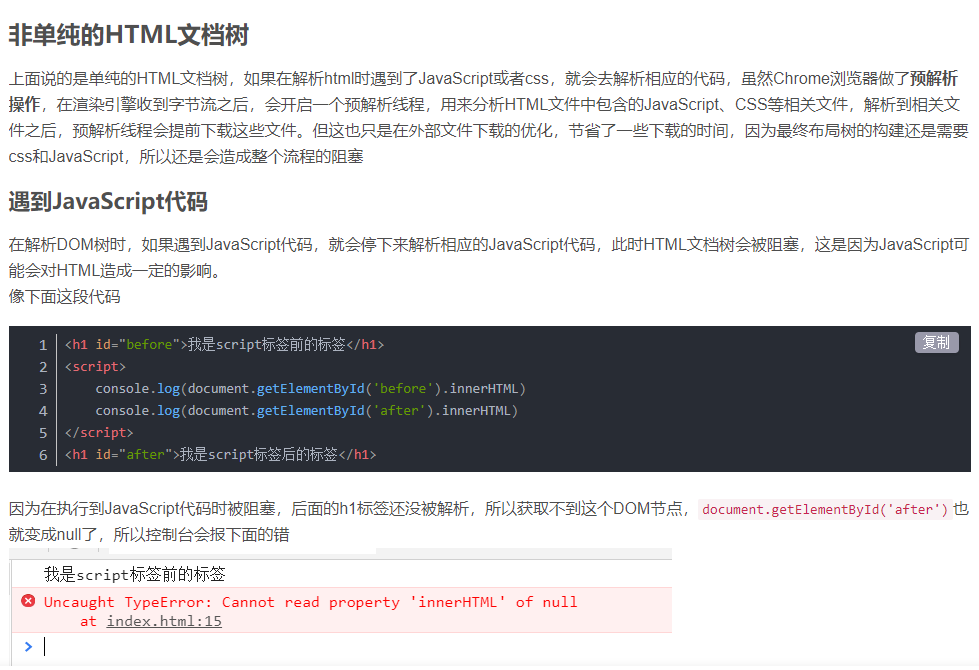 非单纯的HTML文档树
上面说的是单纯的HTML文档树，如果在解析html时遇到了JavaScript或者css，就会去解析相应的代码，虽然Chrome浏览器做了预解析
操作，在渲染引擎收到字节流之后，会开启一个预解析线程，用来分析HTML文件中包含的JavaScript、CSS等相关文件，解析到相关文
件之后，预解析线程会提前下载这些文件。但这也只是在外部文件下载的优化，节省了一些下载的时间，因为最终布局树的构建还是需要
css和JavaScript，所以还是会造成整个流程的阻塞
遇到JavaScript代码
在解析DOM树时，如果遇到JavaScript代码，就会停下来解析相应的JavaScript代码，此时HTML文档树会被阻塞，这是因为JavaScript可
能会对HTML造成一定的影响。
像下面这段代码
复制
1 <h1 id="before">我是script标签前的标签</h1>
2 <script>
3     console.log(document.getElementById('before').innerHTML)
4     console.log(document.getElementById('after').innerHTML)
5 </script>
6 <h1 id="after">我是script标签后的标签</h1>
因为在执行到JavaScript代码时被阻塞，后面的h1标签还没被解析，所以获取不到这个DOM节点，document.getElementById('after')也
就变成null了，所以控制台会报下面的错
我是script标签前的标签
Uncaught TypeError: Cannot read property 'innerHTML' of null
at index.html:15
>